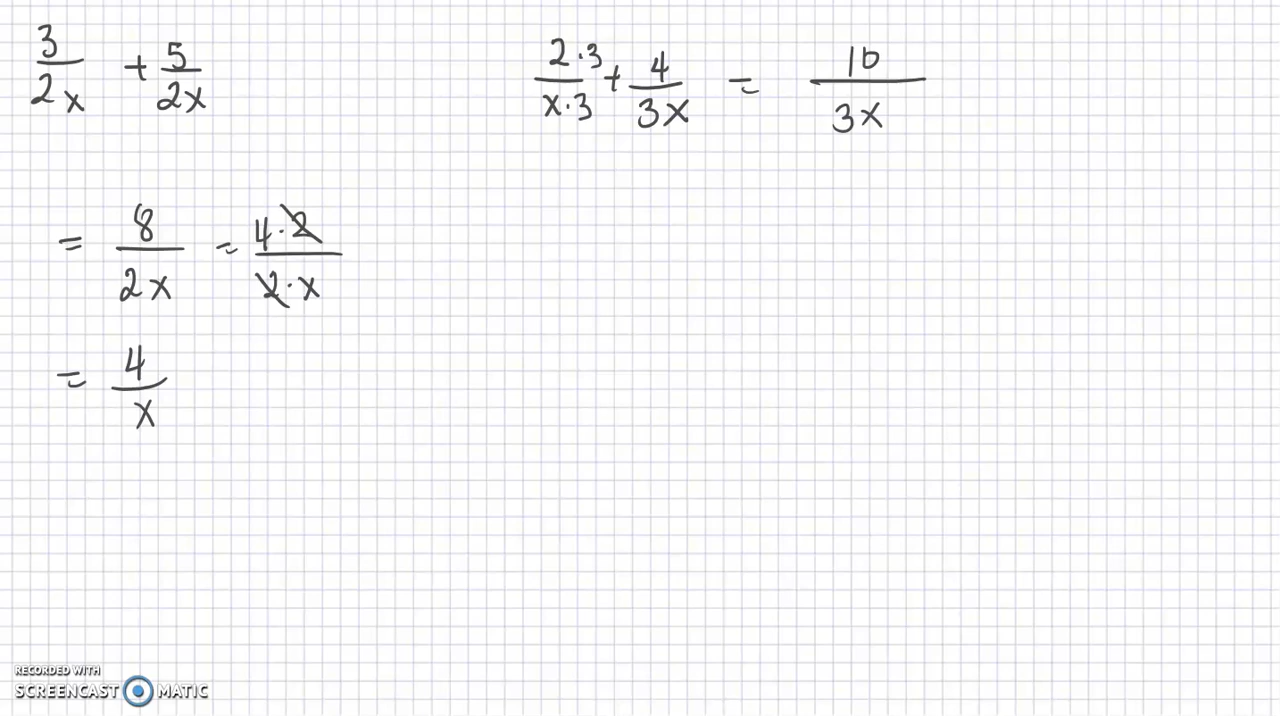 3/2x + 5/2x
= 8/2x = 4·2/2·x
= 4/x
2·3/x·3 + 4/3x = 10/3x
RECORDED WITH
SCREENCAST MATIC